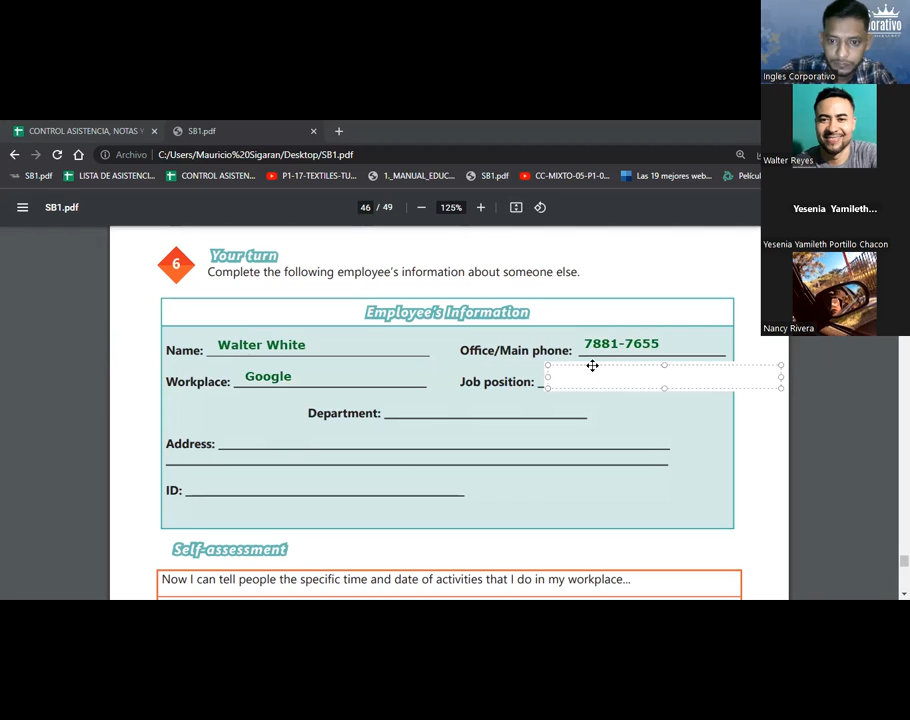 orativo
Ingles Corporativo
CONTROL ASISTENCIA, NOTAS Y
SB1.pdf
Archivo
C:/Users/Mauricio%20Sigaran/Desktop/SB1.pdf
Walter Reyes
SB1.pdf
LISTA DE ASISTENCI...
CONTROL ASISTEN...
P1-17-TEXTILES-TU...
1._MANUAL_EDUC...
SB1.pdf
CC-MIXTO-05-P1-0...
Las 19 mejores web...
Pelícu
SB1.pdf
46 / 49
125%
Yesenia Yamileth...
Yesenia Yamileth Portillo Chacon
6
Your turn
Complete the following employee's information about someone else.
Employee's Information
Nancy Rivera
Name: Walter White
Office/Main phone: 7881-7655
Workplace: Google
Job position:
Department:
Address:
ID:
Self-assessment
Now I can tell people the specific time and date of activities that I do in my workplace...